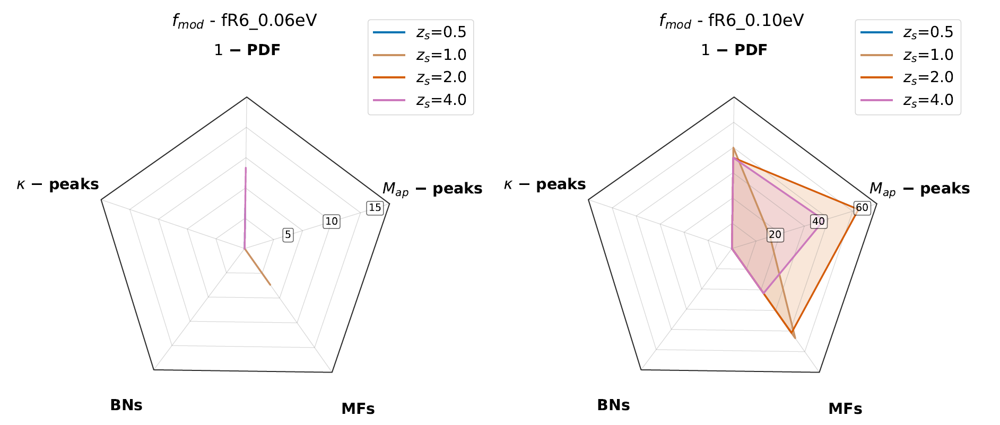 f_mod - fR6_0.06eV
1 − PDF
z_s=0.5
z_s=1.0
z_s=2.0
z_s=4.0
κ − peaks
M_ap − peaks
15
10
5
BNs
MFs
f_mod - fR6_0.10eV
1 − PDF
z_s=0.5
z_s=1.0
z_s=2.0
z_s=4.0
κ − peaks
M_ap − peaks
60
40
20
BNs
MFs